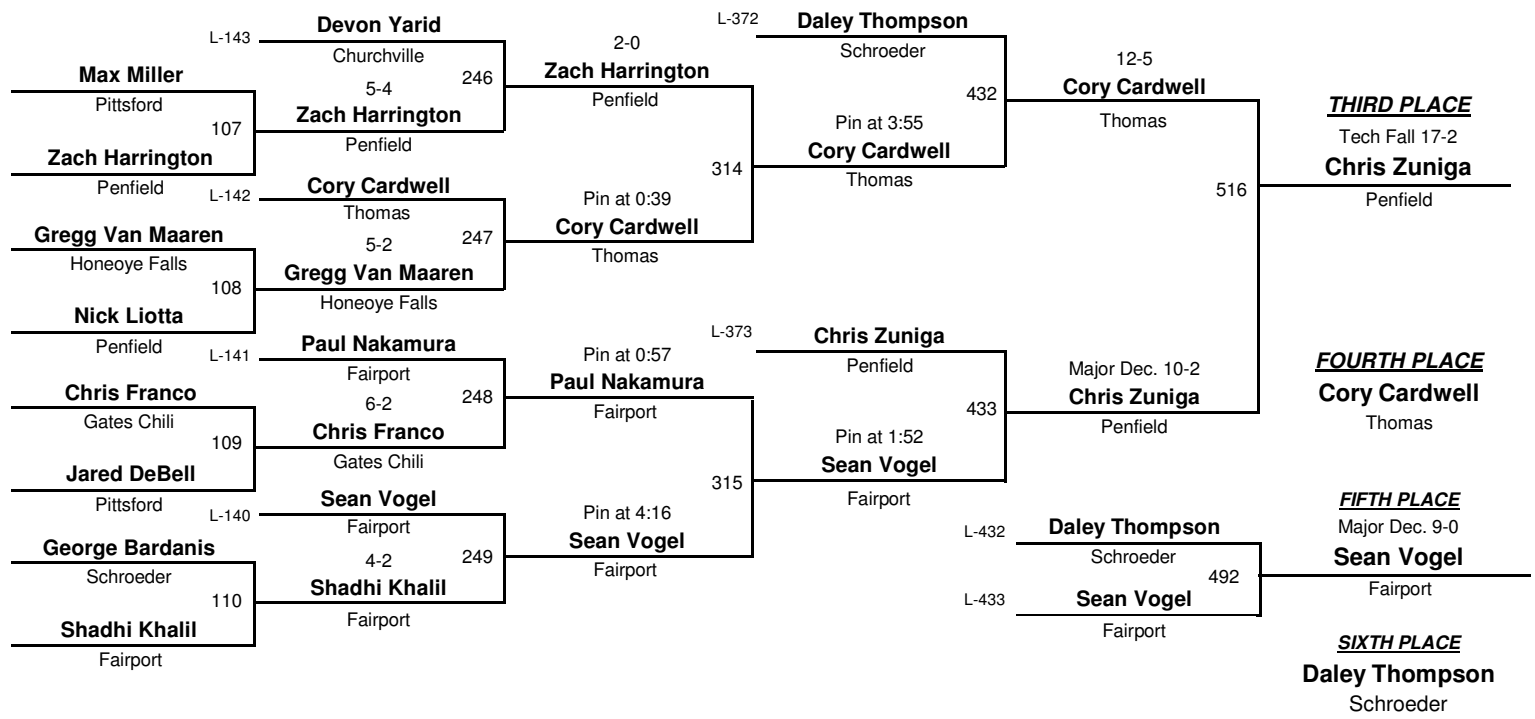 Max Miller
Pittsford
107
Zach Harrington
Penfield
Gregg Van Maaren
Honeoye Falls
108
Nick Liotta
Penfield
Chris Franco
Gates Chili
109
Jared DeBell
Pittsford
George Bardanis
Schroeder
110
Shadhi Khalil
Fairport
L-143
Devon Yarid
Churchville
246
5-4
Zach Harrington
Penfield
L-142
Cory Cardwell
Thomas
247
5-2
Gregg Van Maaren
Honeoye Falls
L-141
Paul Nakamura
Fairport
248
6-2
Chris Franco
Gates Chili
L-140
Sean Vogel
Fairport
249
4-2
Shadhi Khalil
Fairport
2-0
Zach Harrington
Penfield
314
Pin at 0:39
Cory Cardwell
Thomas
Pin at 0:57
Paul Nakamura
Fairport
315
Pin at 4:16
Sean Vogel
Fairport
L-372
Daley Thompson
Schroeder
432
Pin at 3:55
Cory Cardwell
Thomas
L-373
Chris Zuniga
Penfield
433
Pin at 1:52
Sean Vogel
Fairport
12-5
Cory Cardwell
Thomas
516
Major Dec. 10-2
Chris Zuniga
Penfield
L-432
Daley Thompson
Schroeder
492
L-433
Sean Vogel
Fairport
THIRD PLACE
Tech Fall 17-2
Chris Zuniga
Penfield
FOURTH PLACE
Cory Cardwell
Thomas
FIFTH PLACE
Major Dec. 9-0
Sean Vogel
Fairport
SIXTH PLACE
Daley Thompson
Schroeder